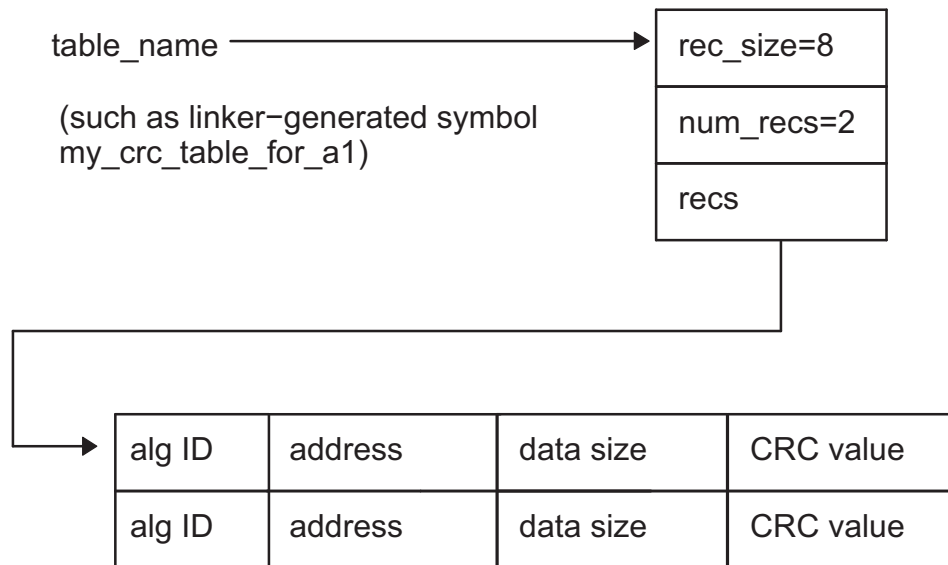 table_name
rec_size=8
(such as linker−generated symbol
my_crc_table_for_a1)
num_recs=2
recs
alg ID address data size CRC value
alg ID address data size CRC value